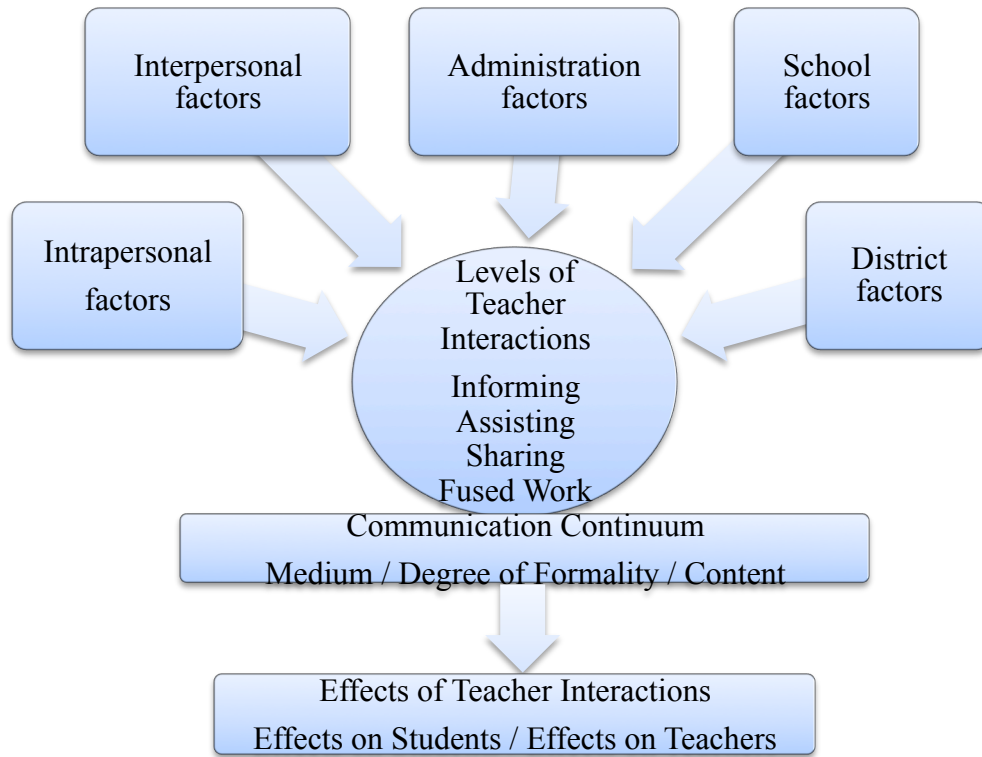 Interpersonal
factors
Administration
factors
School
factors
Intrapersonal
factors
District
factors
Levels of
Teacher
Interactions
Informing
Assisting
Sharing
Fused Work
Communication Continuum
Medium / Degree of Formality / Content
Effects of Teacher Interactions
Effects on Students / Effects on Teachers